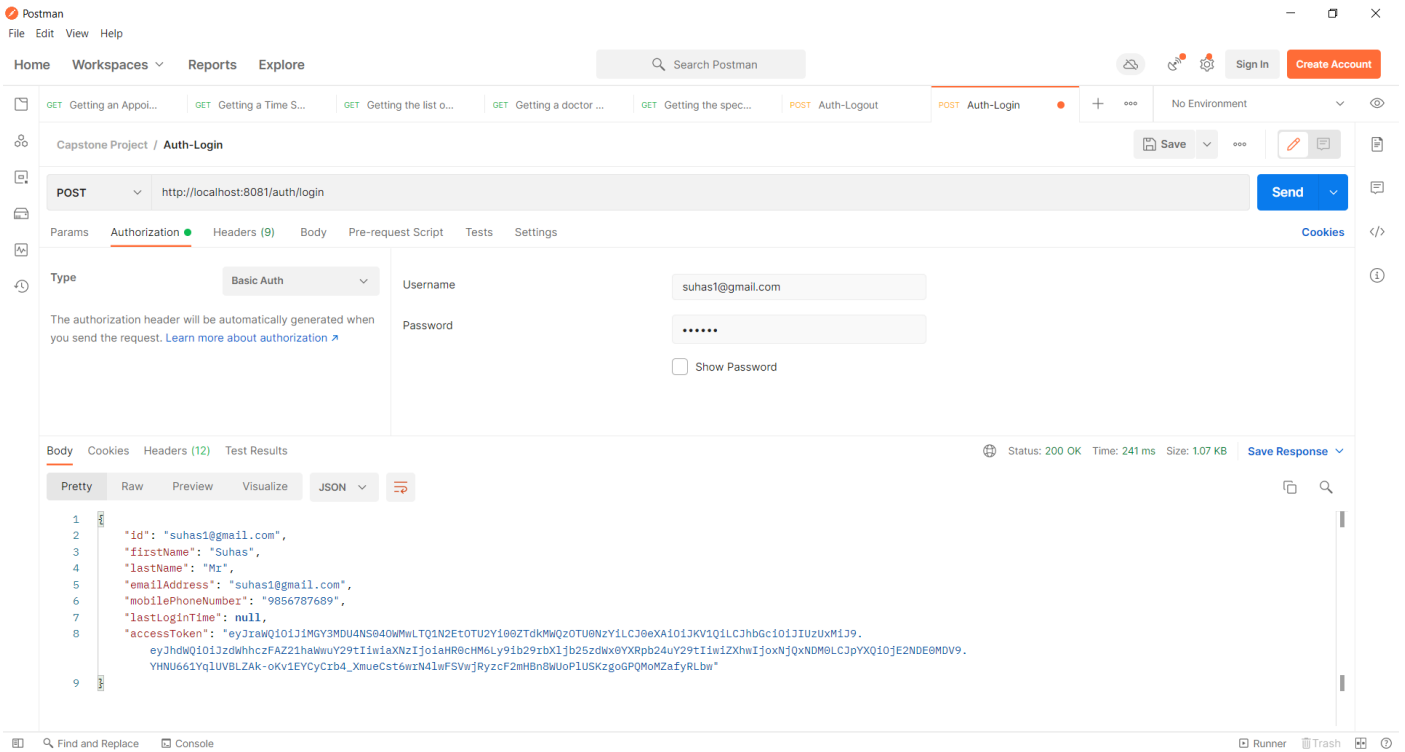 Postman
File Edit View Help
Home Workspaces Reports Explore Search Postman Sign In Create Account
GET Getting an Appoi... GET Getting a Time S... GET Getting the list o... GET Getting a doctor ... GET Getting the spec... POST Auth-Logout POST Auth-Login No Environment
Capstone Project / Auth-Login Save
POST http://localhost:8081/auth/login Send
Params Authorization Headers (9) Body Pre-request Script Tests Settings Cookies
Type Basic Auth Username suhas1@gmail.com
The authorization header will be automatically generated when
you send the request. Learn more about authorization ↗
Password ••••••
Show Password
Body Cookies Headers (12) Test Results Status: 200 OK Time: 241 ms Size: 1.07 KB Save Response
Pretty Raw Preview Visualize JSON
1 {
2 "id": "suhas1@gmail.com",
3 "firstName": "Suhas",
4 "lastName": "Mr",
5 "emailAddress": "suhas1@gmail.com",
6 "mobilePhoneNumber": "9856787689",
7 "lastLoginTime": null,
8 "accessToken": "eyJraWQiOiJiMGY3MDU4NS04OWMwLTQ1N2EtOTU2Yi00ZTdkMWQzOTU0NzYiLCJ0eXAiOiJKV1QiLCJhbGciOiJIUzUxMiJ9.
eyJhdWQiOiJzdWhhczFAZ21haWwuY29tIiwiaXNzIjoiaHR0cHM6Ly9ib29rbXljb25zdWx0YXRpb24uY29tIiwiZXhwIjoxNjQxNDM0LCJpYXQiOjE2NDE0MDV9.
YHNU661YqlUVBLZAk-oKv1EYCyCrb4_XmueCst6wrN4lwFSVwjRyzcF2mHBn8WUoPlUSKzgoGPQMoMZafyRLbw"
9 }
Find and Replace Console Runner Trash